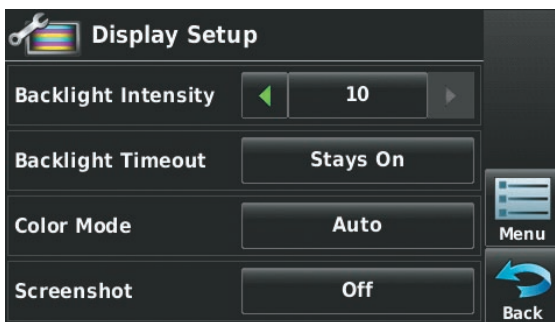 Display Setup
Backlight Intensity
10
Backlight Timeout
Stays On
Color Mode
Auto
Menu
Screenshot
Off
Back